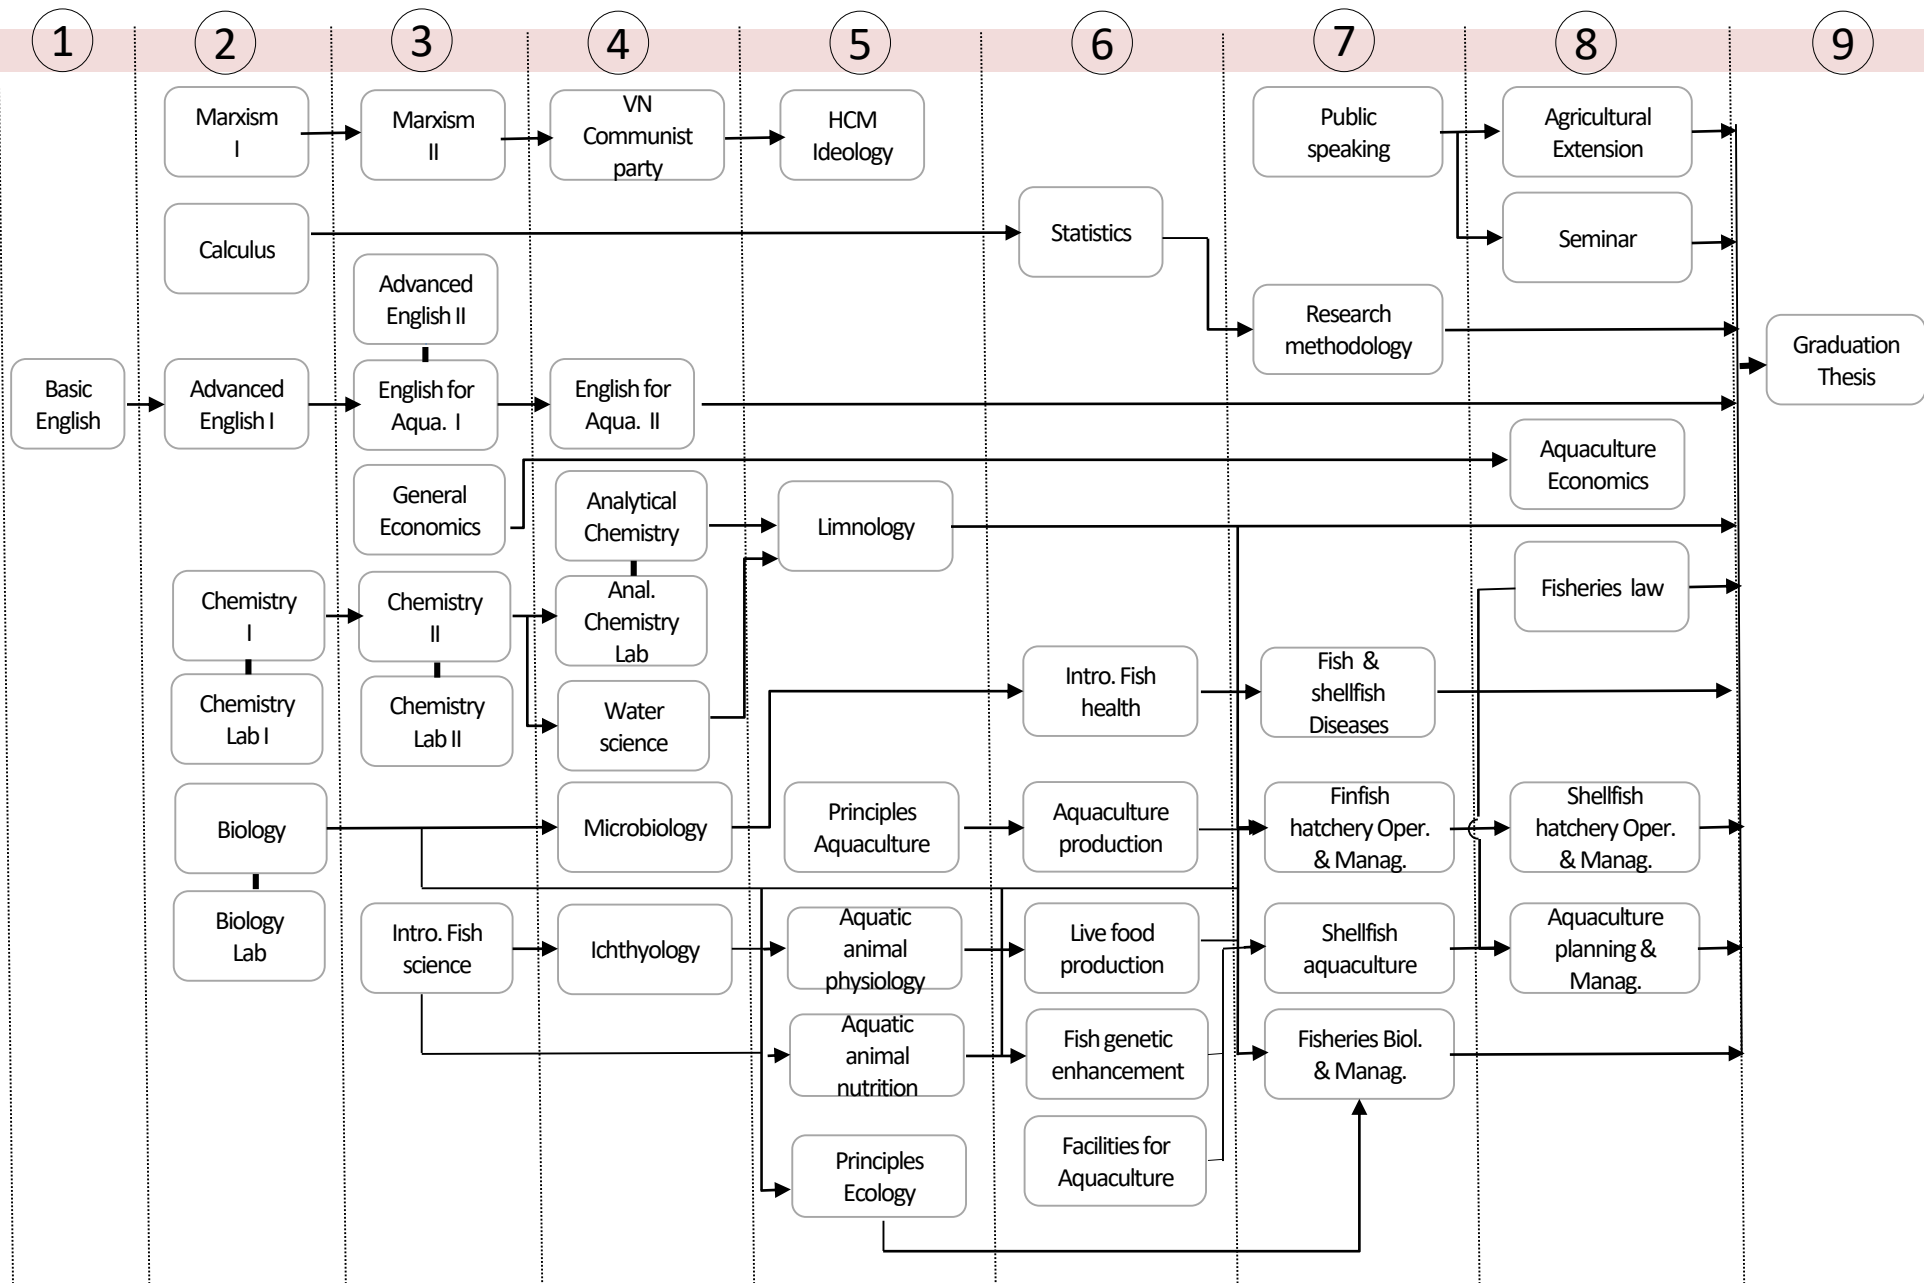 1
2
3
4
5
6
7
8
9
Marxism
I
Marxism
II
VN
Communist
party
HCM
Ideology
Public
speaking
Agricultural
Extension
Calculus
Statistics
Seminar
Advanced
English II
Research
methodology
Graduation
Thesis
Basic
English
Advanced
English I
English for
Aqua. I
English for
Aqua. II
Aquaculture
Economics
General
Economics
Analytical
Chemistry
Limnology
Fisheries law
Chemistry
I
Chemistry
II
Anal.
Chemistry
Lab
Intro. Fish
health
Fish &
shellfish
Diseases
Chemistry
Lab I
Chemistry
Lab II
Water
science
Biology
Microbiology
Principles
Aquaculture
Aquaculture
production
Finfish
hatchery Oper.
& Manag.
Shellfish
hatchery Oper.
& Manag.
Biology
Lab
Intro. Fish
science
Ichthyology
Aquatic
animal
physiology
Live food
production
Shellfish
aquaculture
Aquaculture
planning &
Manag.
Aquatic
animal
nutrition
Fish genetic
enhancement
Fisheries Biol.
& Manag.
Principles
Ecology
Facilities for
Aquaculture